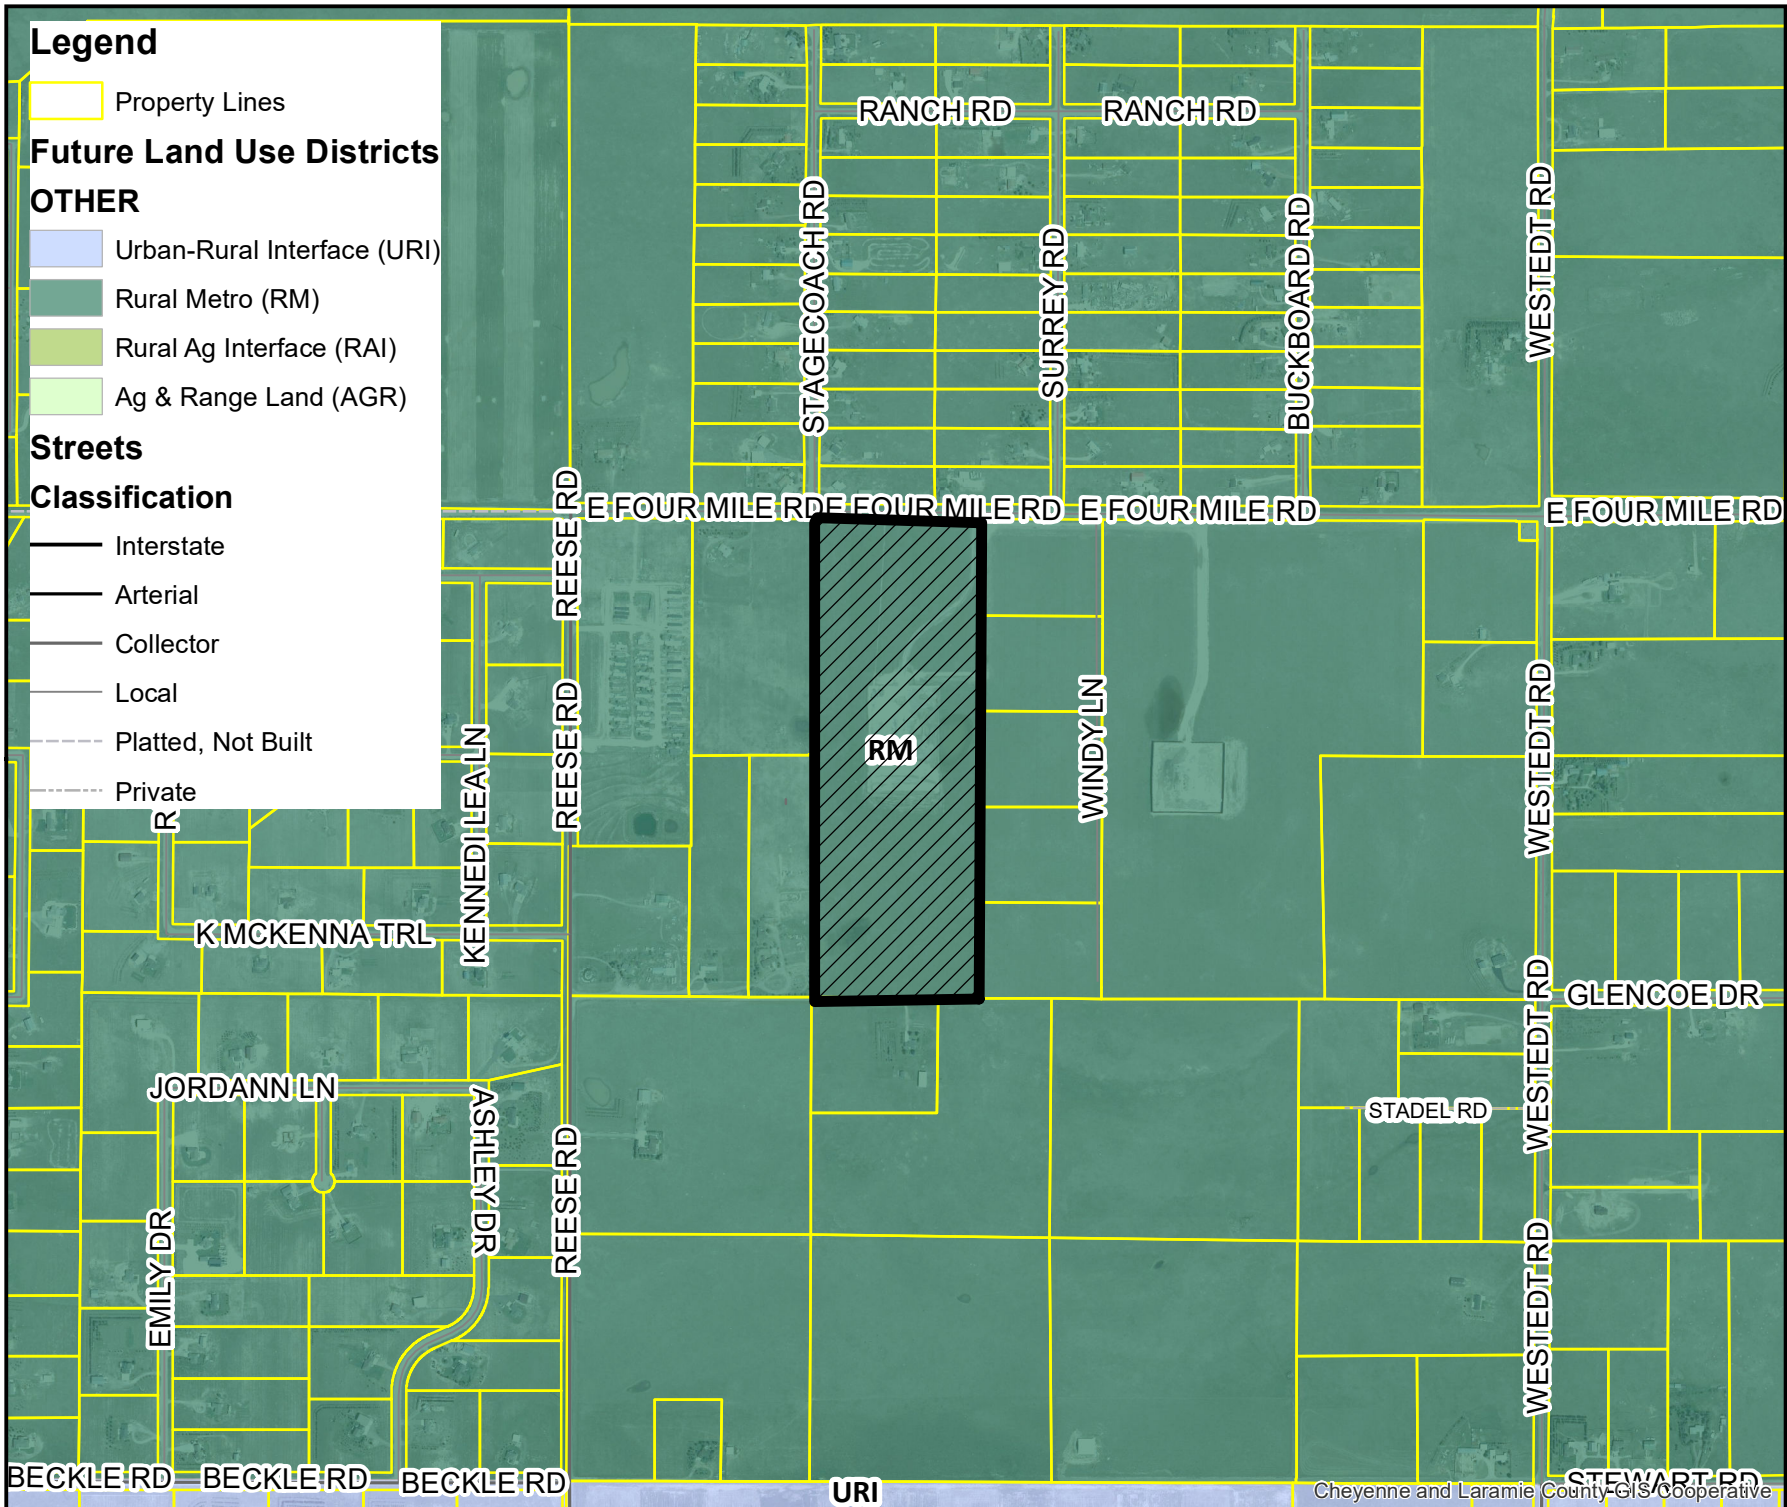 Legend
Property Lines
Future Land Use Districts
OTHER
Urban-Rural Interface (URI)
Rural Metro (RM)
Rural Ag Interface (RAI)
Ag & Range Land (AGR)
Streets
Classification
Interstate
Arterial
Collector
Local
Platted, Not Built
Private
RANCH RD
RANCH RD
STAGECOACH RD
SURREY RD
BUCKBOARD RD
WESTEDT RD
E FOUR MILE RD
E FOUR MILE RD
E FOUR MILE RD
E FOUR MILE RD
REESE RD
REESE RD
WESTEDT RD
WINDY LN
RM
KENNEDI LEA LN
R
K MCKENNA TRL
WESTEDT RD
GLENCOE DR
JORDANN LN
ASHLEY DR
STADEL RD
REESE RD
EMILY DR
WESTEDT RD
BECKLE RD
BECKLE RD
BECKLE RD
URI
STEWART RD
Cheyenne and Laramie County GIS Cooperative